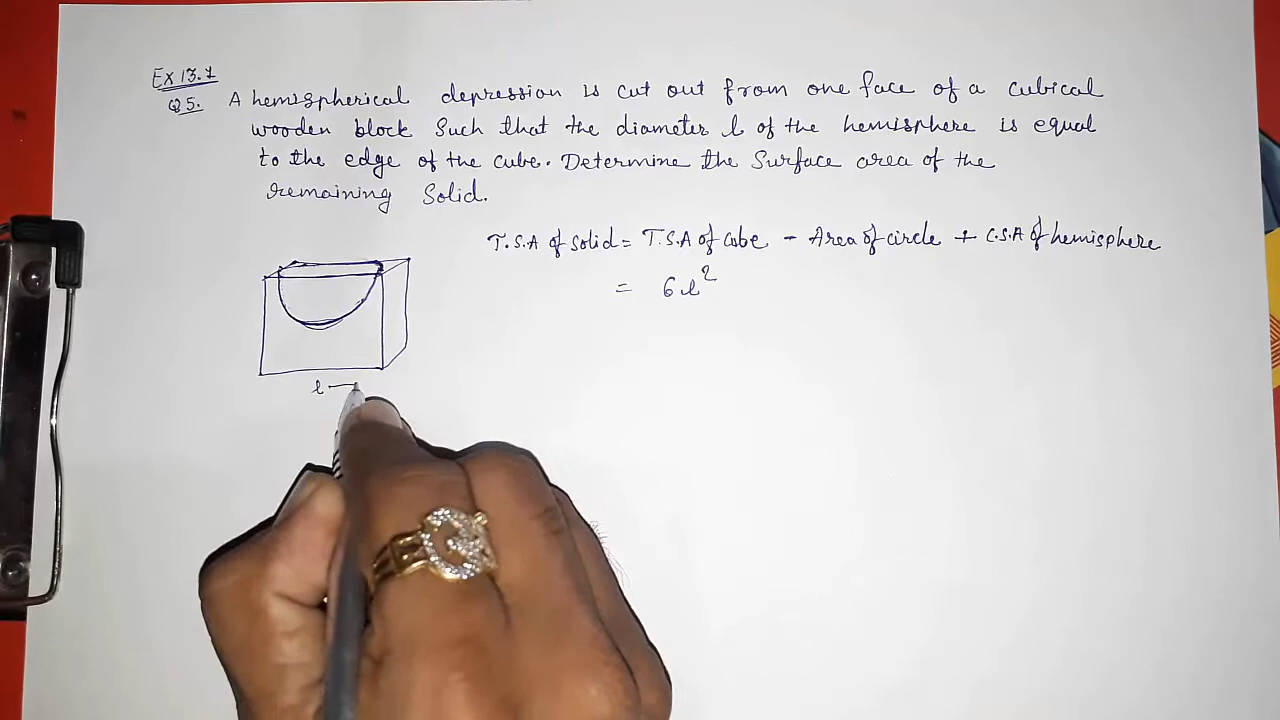 Ex 13.1
Q5. A hemispherical depression is cut out from one face of a cubical
wooden block such that the diameter l of the hemisphere is equal
to the edge of the cube. Determine the surface area of the
remaining solid.
T.S.A of solid = T.S.A of cube - Area of circle + C.S.A of hemisphere
= 6l²
l